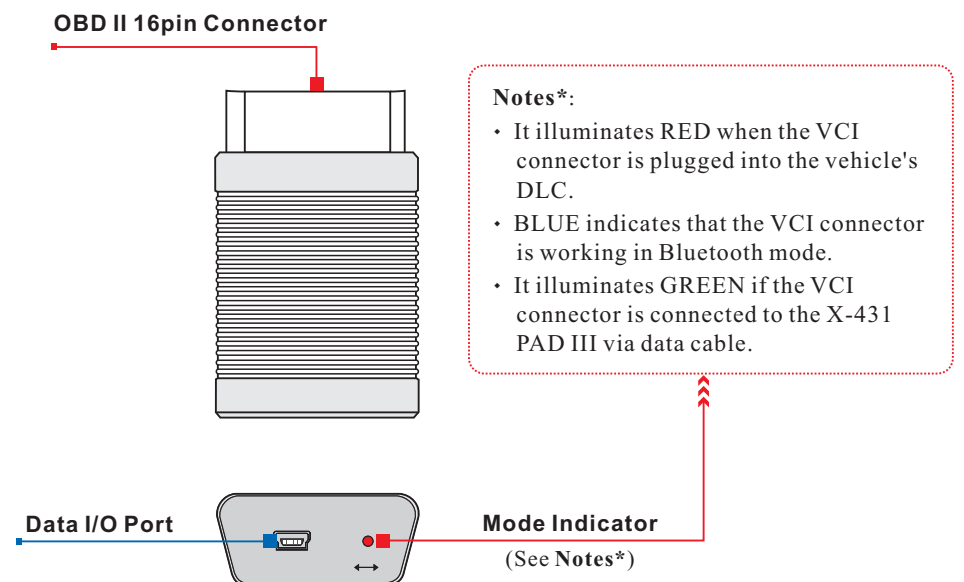 OBD II 16pin Connector
Notes*:
• It illuminates RED when the VCI
connector is plugged into the vehicle's
DLC.
• BLUE indicates that the VCI connector
is working in Bluetooth mode.
• It illuminates GREEN if the VCI
connector is connected to the X-431
PAD III via data cable.
Data I/O Port
Mode Indicator
(See Notes*)